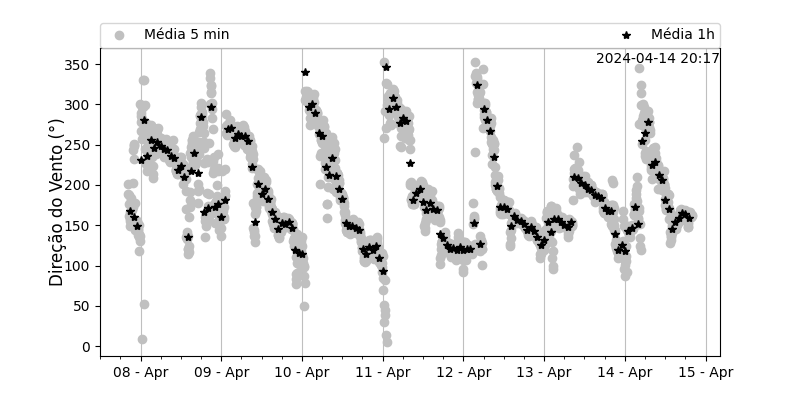 Média 5 min
Média 1h
2024-04-14 20:17
Direção do Vento (°)
350
300
250
200
150
100
50
0
08 - Apr
09 - Apr
10 - Apr
11 - Apr
12 - Apr
13 - Apr
14 - Apr
15 - Apr